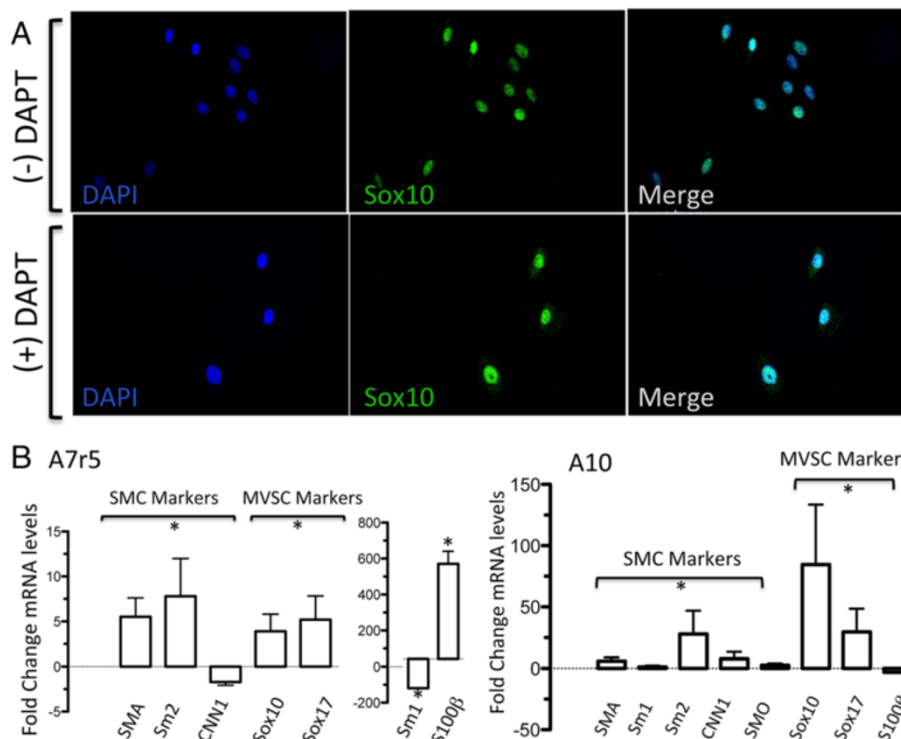 A
(-) DAPT
DAPI
Sox10
Merge
(+) DAPT
DAPI
Sox10
Merge
B A7r5
SMC Markers
MVSC Markers
*
*
Fold Change mRNA levels
15
10
5
0
-5
SMA
Sm2
CNN1
Sox10
Sox17
800
600
400
200
0
-200
*
*
Sm1
S100β
A10
MVSC Marker
*
SMC Markers
*
Fold Change mRNA levels
150
100
50
0
-50
SMA
Sm1
Sm2
CNN1
SMO
Sox10
Sox17
S100β